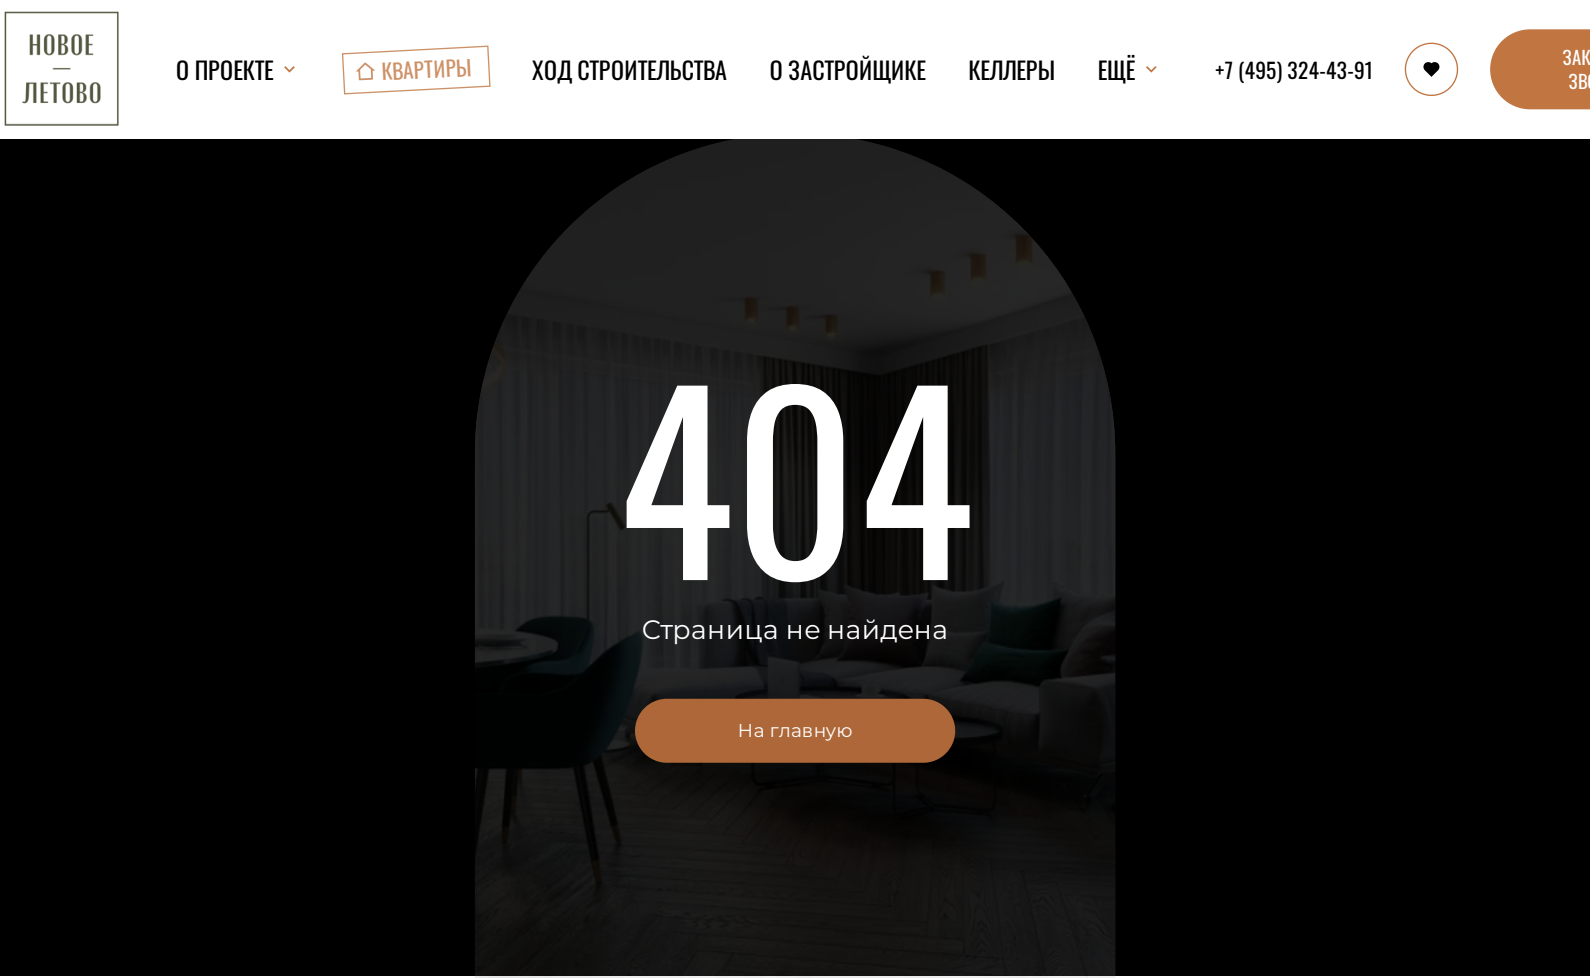 НОВОЕ
ЛЕТОВО
О ПРОЕКТЕ
КВАРТИРЫ
ХОД СТРОИТЕЛЬСТВА
О ЗАСТРОЙЩИКЕ
КЕЛЛЕРЫ
ЕЩЁ
+7 (495) 324-43-91
404
Страница не найдена
На главную